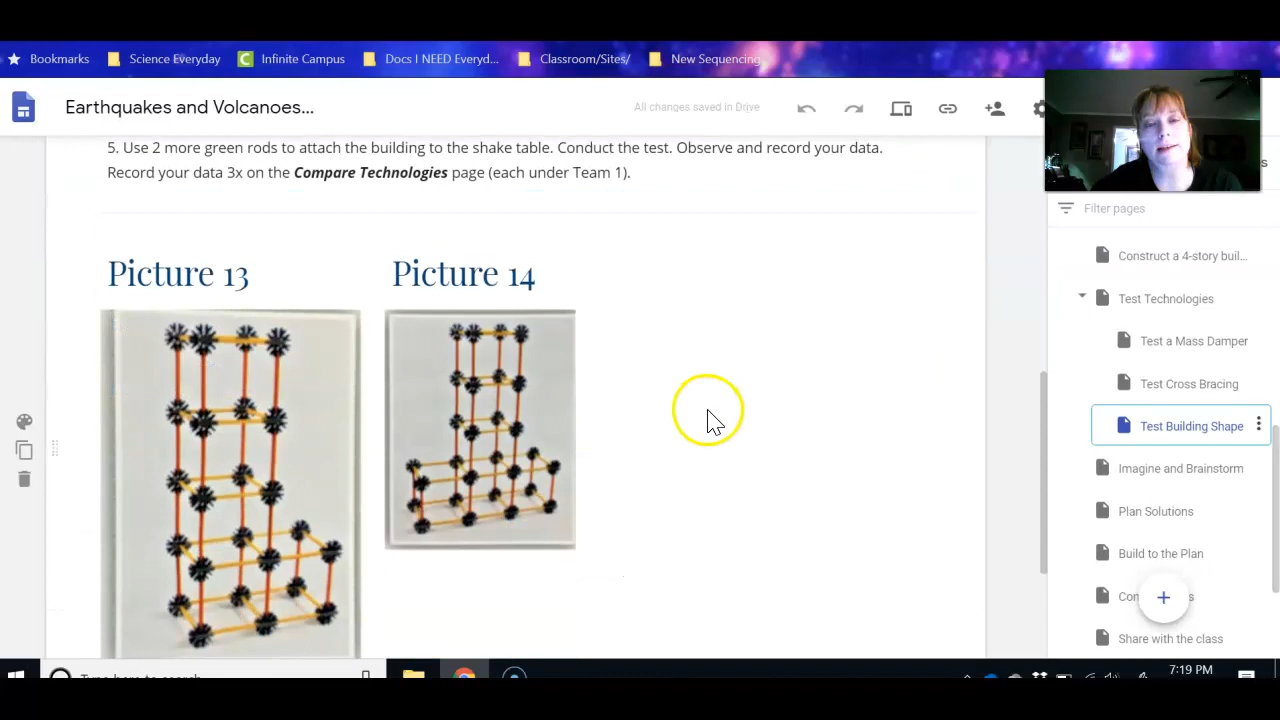 Bookmarks Science Everyday Infinite Campus Docs I NEED Everyd... Classroom/Sites/ New Sequencing
Earthquakes and Volcanoes... All changes saved in Drive
5. Use 2 more green rods to attach the building to the shake table. Conduct the test. Observe and record your data.
Record your data 3x on the Compare Technologies page (each under Team 1).
Picture 13 Picture 14
Filter pages
Construct a 4-story buil...
Test Technologies
Test a Mass Damper
Test Cross Bracing
Test Building Shape
Imagine and Brainstorm
Plan Solutions
Build to the Plan
Share with the class
7:19 PM